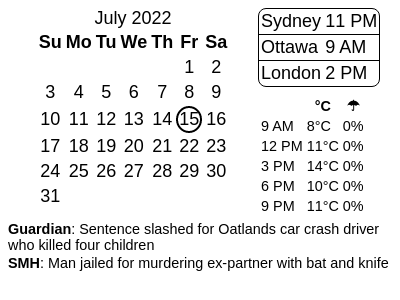 July 2022
Su Mo Tu We Th Fr Sa
1 2
3 4 5 6 7 8 9
10 11 12 13 14 15 16
17 18 19 20 21 22 23
24 25 26 27 28 29 30
31
Sydney 11 PM
Ottawa 9 AM
London 2 PM
°C ☂
9 AM 8°C 0%
12 PM 11°C 0%
3 PM 14°C 0%
6 PM 10°C 0%
9 PM 11°C 0%
Guardian: Sentence slashed for Oatlands car crash driver
who killed four children
SMH: Man jailed for murdering ex-partner with bat and knife